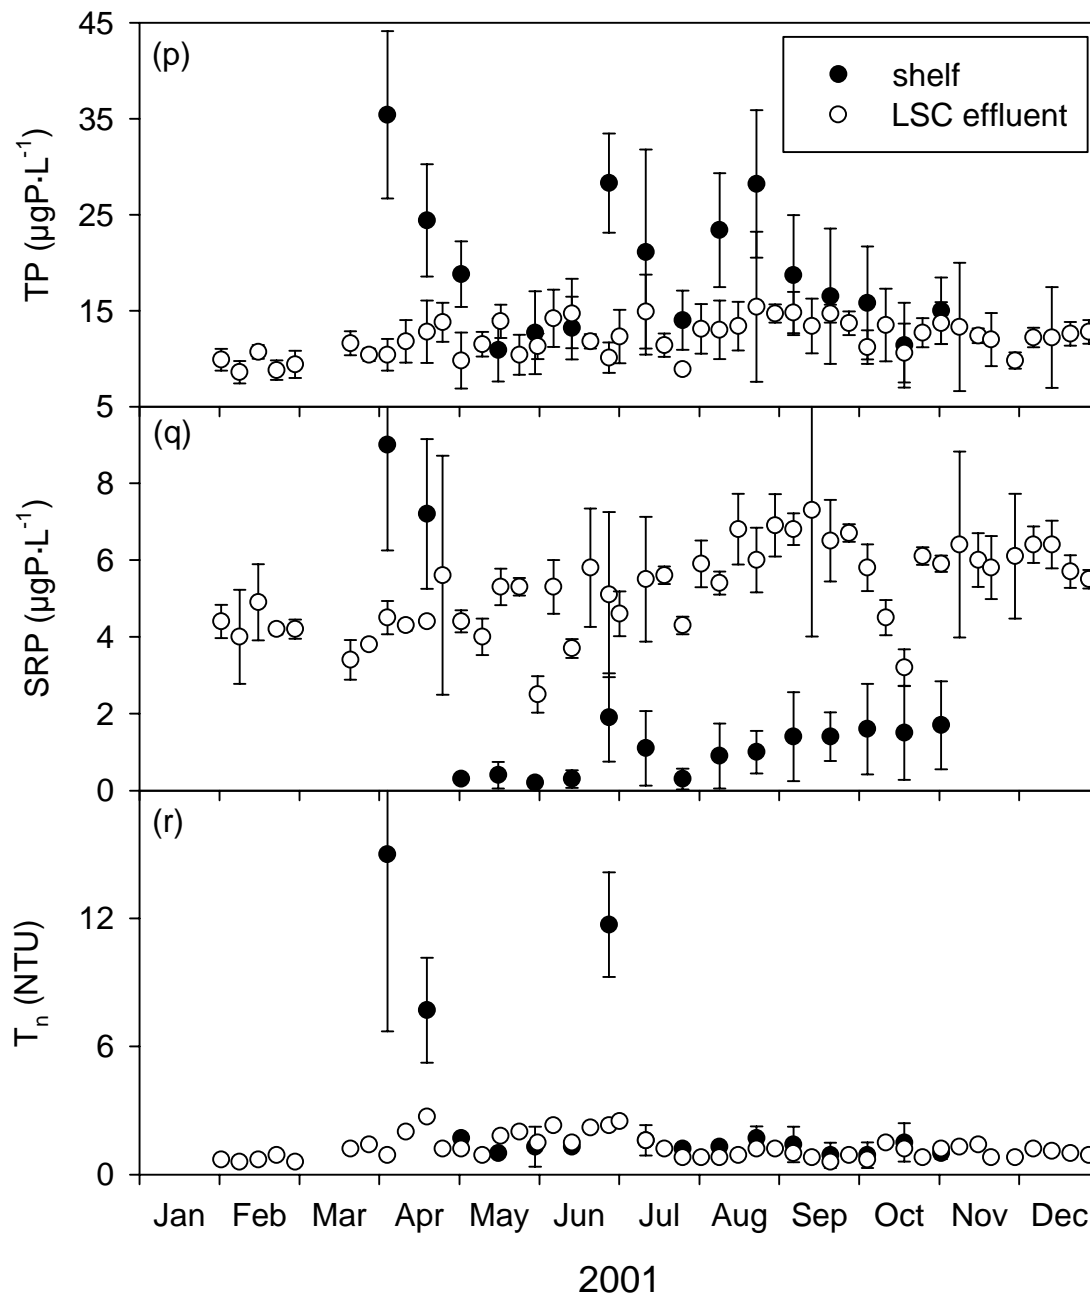 45
(p)
shelf
LSC effluent
35
25
15
5
TP (µgP·L⁻¹)
(q)
8
6
4
2
0
SRP (µgP·L⁻¹)
(r)
12
6
0
Tₙ (NTU)
Jan Feb Mar Apr May Jun Jul Aug Sep Oct Nov Dec
2001